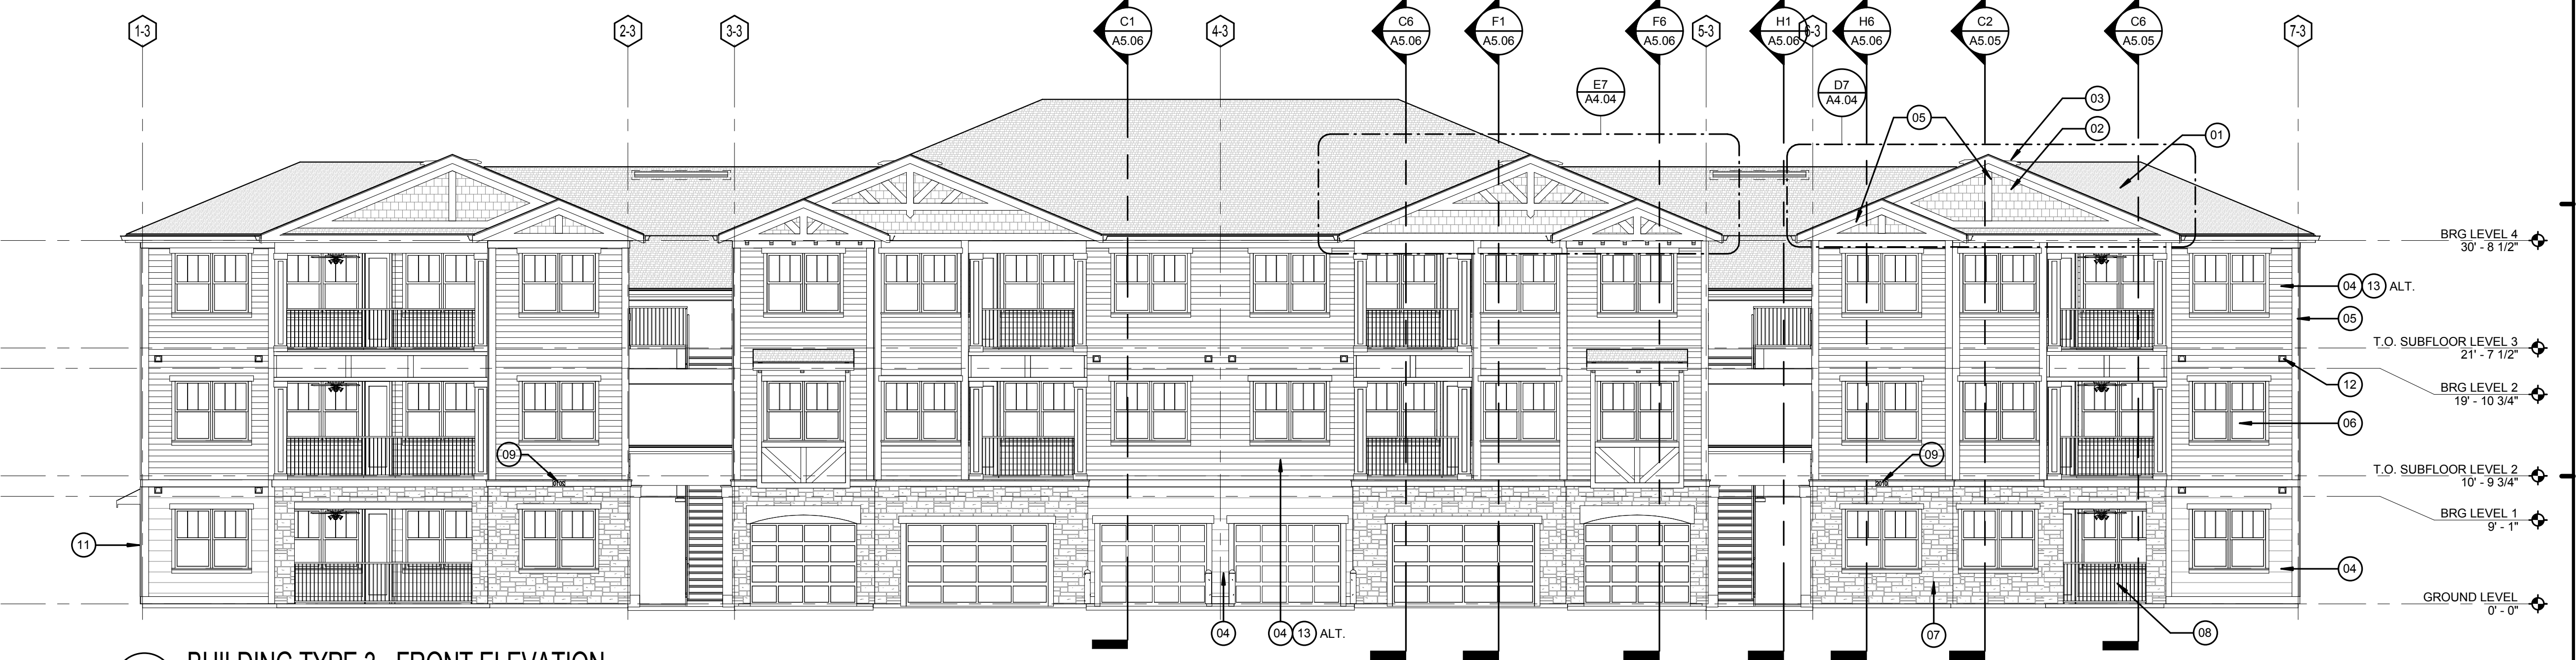 1-3
2-3
3-3
C1
A5.06
4-3
C6
A5.06
F1
A5.06
F6
A5.06
5-3
H1
A5.06
6-3
H6
A5.06
C2
A5.05
C6
A5.05
7-3
E7
A4.04
D7
A4.04
05
03
02
01
BRG LEVEL 4
30' - 8 1/2"
04 13 ALT.
05
T.O. SUBFLOOR LEVEL 3
21' - 7 1/2"
12
BRG LEVEL 2
19' - 10 3/4"
06
09
09
T.O. SUBFLOOR LEVEL 2
10' - 9 3/4"
BRG LEVEL 1
9' - 1"
11
04
GROUND LEVEL
0' - 0"
04
04 13 ALT.
07
08
BUILDING TYPE 3 - FRONT ELEVATION